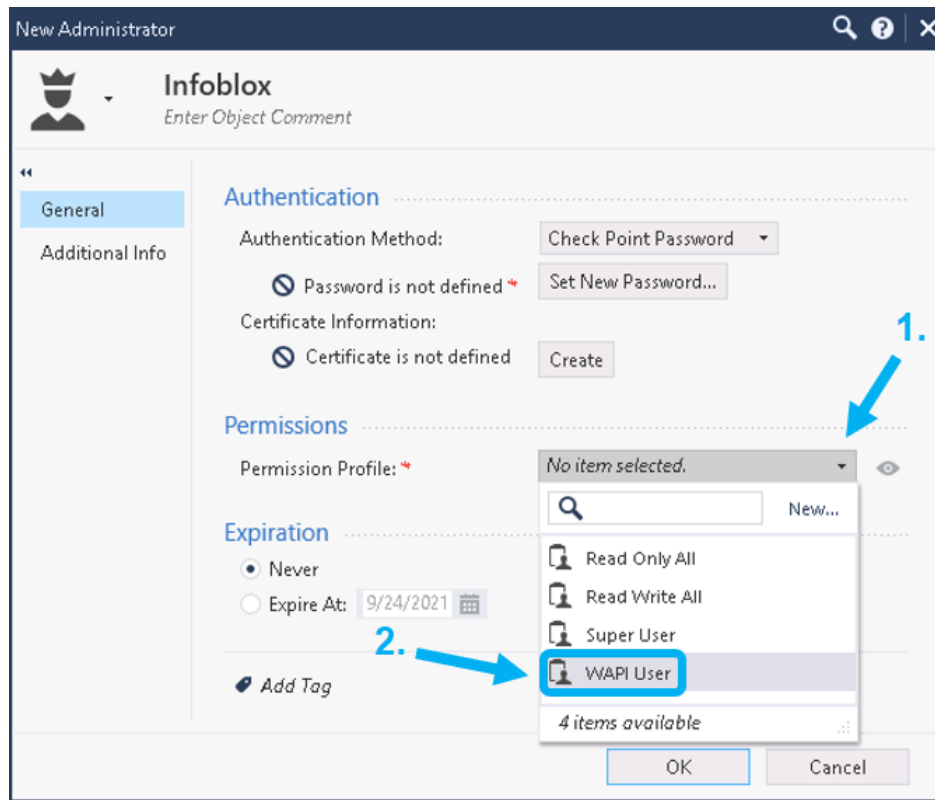 New Administrator
Infoblox
Enter Object Comment
General
Additional Info
Authentication
Authentication Method:
Check Point Password
Password is not defined *
Set New Password...
Certificate Information:
Certificate is not defined
Create
1.
Permissions
Permission Profile: *
No item selected.
New...
Read Only All
Read Write All
Super User
WAPI User
4 items available
Expiration
Never
Expire At:
9/24/2021
2.
Add Tag
OK
Cancel